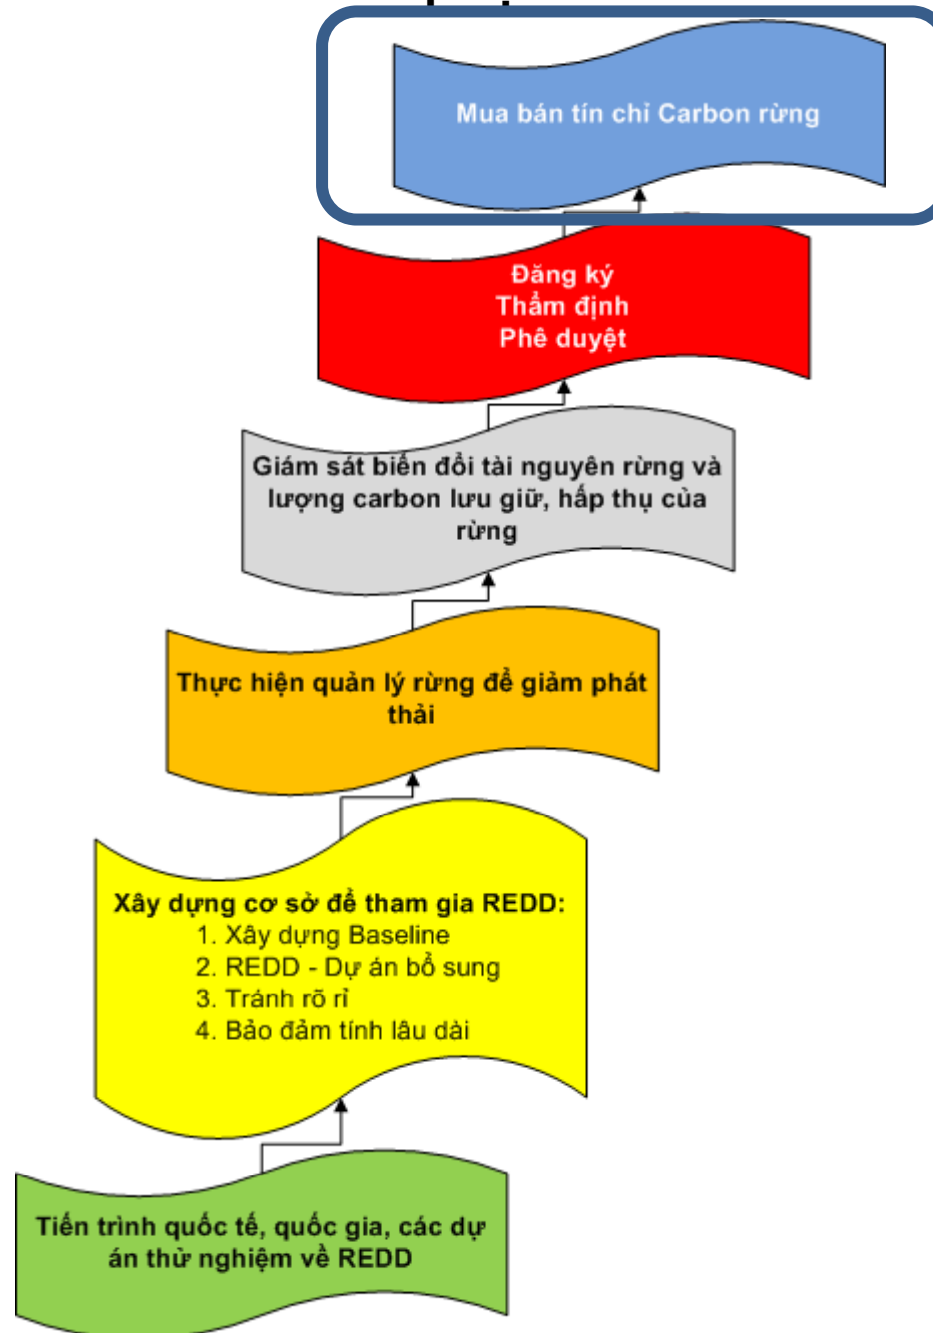 Mua bán tín chỉ Carbon rừng
Đăng ký
Thẩm định
Phê duyệt
Giám sát biến đổi tài nguyên rừng và
lượng carbon lưu giữ, hấp thụ của
rừng
Thực hiện quản lý rừng để giảm phát
thải
Xây dựng cơ sở để tham gia REDD:
1. Xây dựng Baseline
2. REDD - Dự án bổ sung
3. Tránh rõ rỉ
4. Bảo đảm tính lâu dài
Tiến trình quốc tế, quốc gia, các dự
án thử nghiệm về REDD